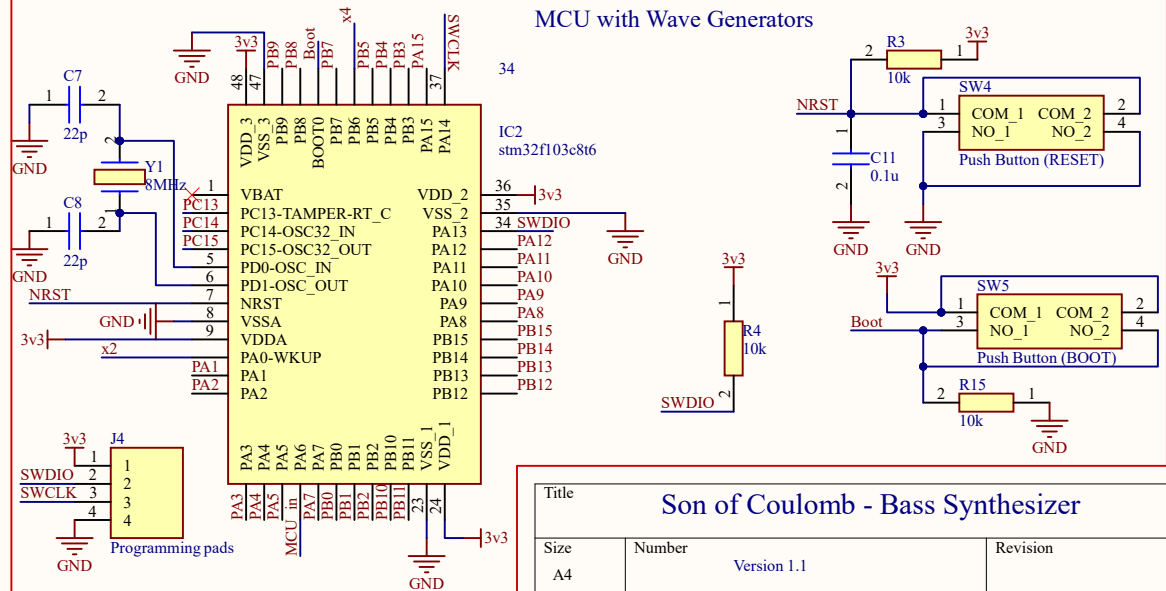 MCU with Wave Generators
GND
3v3
48
47
PB9
PB8
Boot
PB7
x4
PB5
PB4
PB3
PA15
37
SWCLK
34
IC2
stm32f103c8t6
VDD_3
VSS_3
PB9
PB8
BOOT0
PB7
PB6
PB5
PB4
PB3
PA15
PA14
C7
1 2
22p
GND
2
Y1
8MHz
1
C8
1 2
22p
GND
1 VBAT
PC13 PC13-TAMPER-RT_C
PC14 PC14-OSC32_IN
PC15 PC15-OSC32_OUT
5 PD0-OSC_IN
6 PD1-OSC_OUT
NRST 7 NRST
GND 8 VSSA
3v3 9 VDDA
x2 PA0-WKUP
PA1 PA1
PA2 PA2
VDD_2 36 3v3
VSS_2 35
GND
PA13 34 SWDIO
PA12 PA12
PA11 PA11
PA10 PA10
PA9 PA9
PA8 PA8
PB15 PB15
PB14 PB14
PB13 PB13
PB12 PB12
PA3
PA4
PA5
PA6
PA7
PB0
PB1
PB2
PB10
PB11
VSS_1
VDD_1
PA3
PA4
PA5
MCU in
PA7
PB0
PB1
PB2
PB10
PB11
23
24
3v3
GND
3v3
J4
1 1
SWDIO 2 2
SWCLK 3 3
4 4
GND
Programming pads
3v3
1
R4
10k
2
SWDIO
R3
2 1
10k
3v3
NRST
1
C11
0.1u
2
GND
SW4
1 COM_1 COM_2 2
3 NO_1 NO_2 4
Push Button (RESET)
GND
3v3
SW5
1 COM_1 COM_2 2
Boot 3 NO_1 NO_2 4
Push Button (BOOT)
R15
2 1
10k
GND
Title
Son of Coulomb - Bass Synthesizer
Size Number Revision
A4 Version 1.1